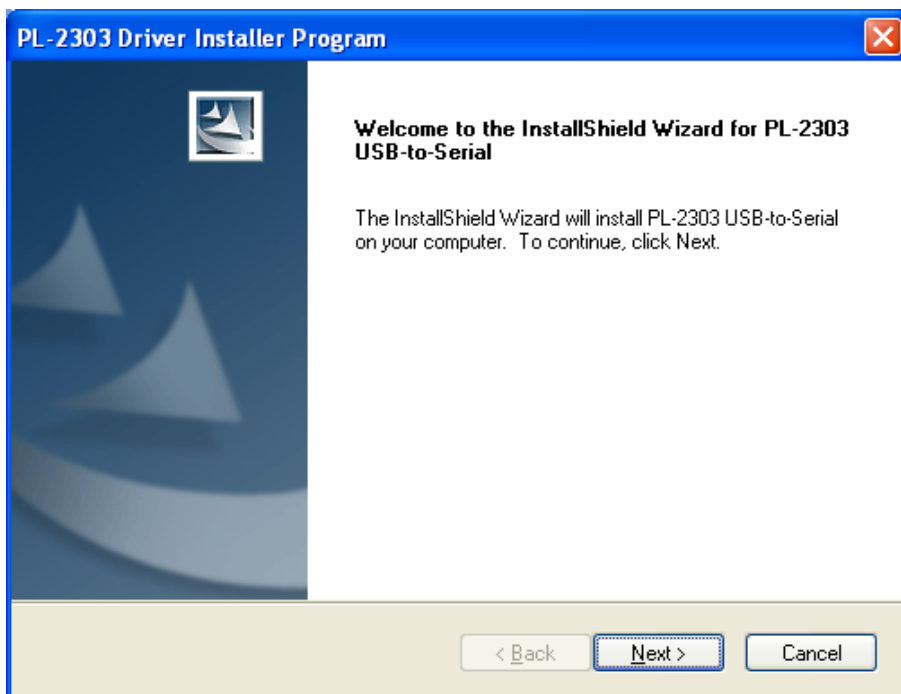 PL-2303 Driver Installer Program
Welcome to the InstallShield Wizard for PL-2303
USB-to-Serial
The InstallShield Wizard will install PL-2303 USB-to-Serial
on your computer.  To continue, click Next.
< Back
Next >
Cancel